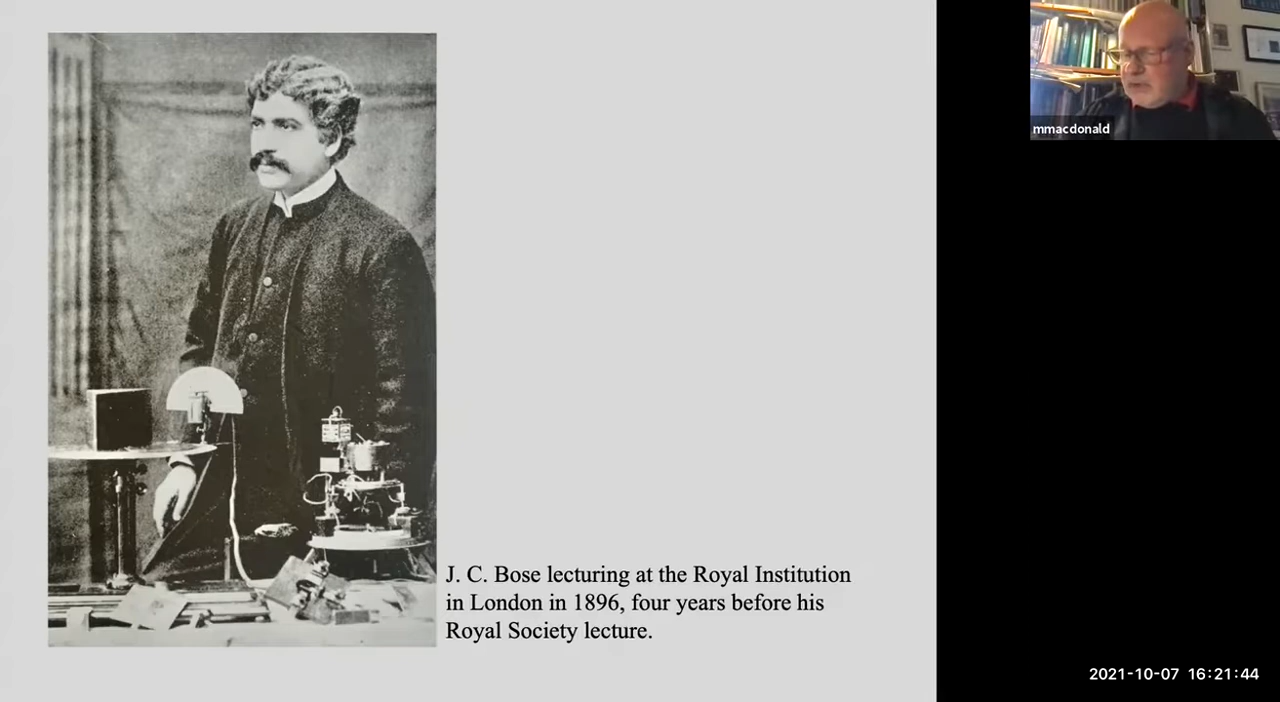 mmacdonald
J. C. Bose lecturing at the Royal Institution
in London in 1896, four years before his
Royal Society lecture.
2021-10-07 16:21:44